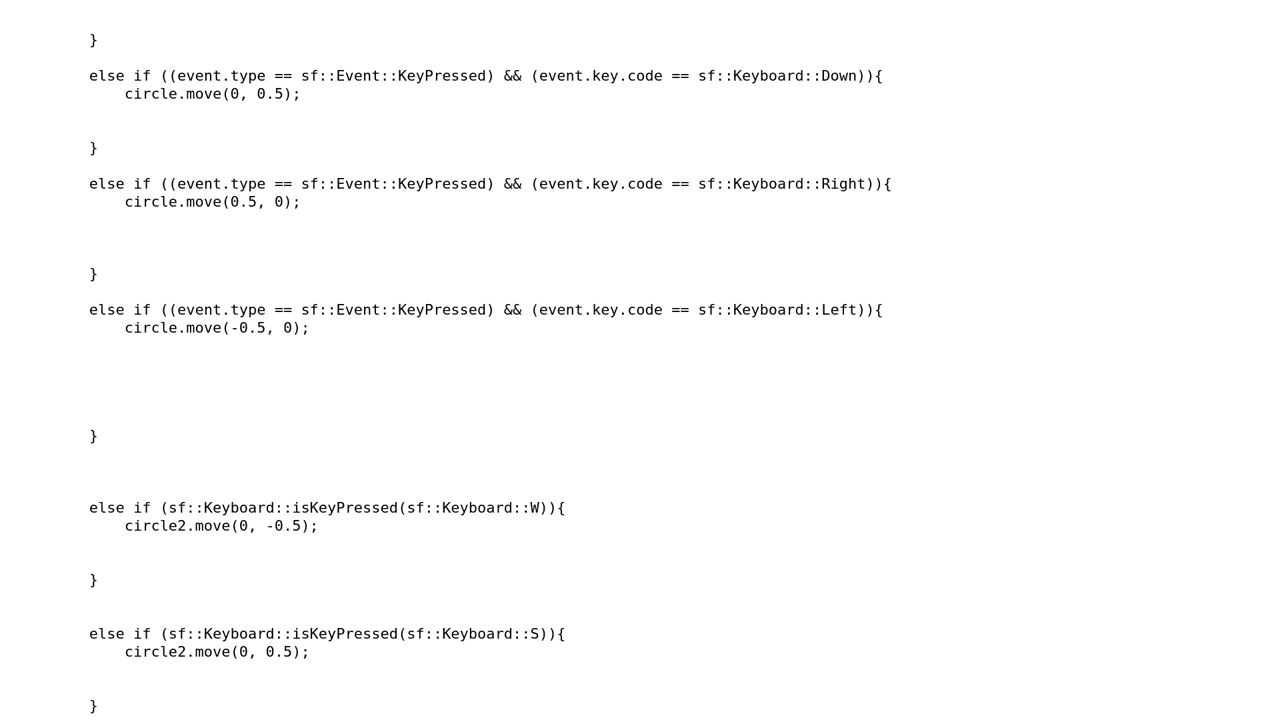 }
else if ((event.type == sf::Event::KeyPressed) && (event.key.code == sf::Keyboard::Down)){
    circle.move(0, 0.5);
}
else if ((event.type == sf::Event::KeyPressed) && (event.key.code == sf::Keyboard::Right)){
    circle.move(0.5, 0);
}
else if ((event.type == sf::Event::KeyPressed) && (event.key.code == sf::Keyboard::Left)){
    circle.move(-0.5, 0);
}
else if (sf::Keyboard::isKeyPressed(sf::Keyboard::W)){
    circle2.move(0, -0.5);
}
else if (sf::Keyboard::isKeyPressed(sf::Keyboard::S)){
    circle2.move(0, 0.5);
}